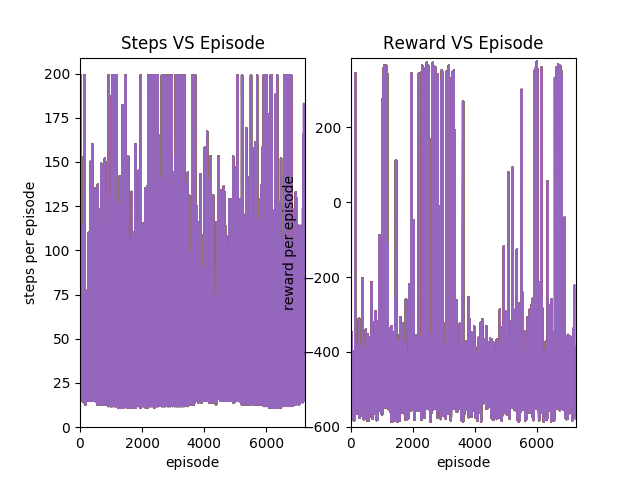 Steps VS Episode
steps per episode
200
175
150
125
100
75
50
25
0
0 2000 4000 6000
episode
Reward VS Episode
reward per episode
200
0
−200
−400
−600
0 2000 4000 6000
episode